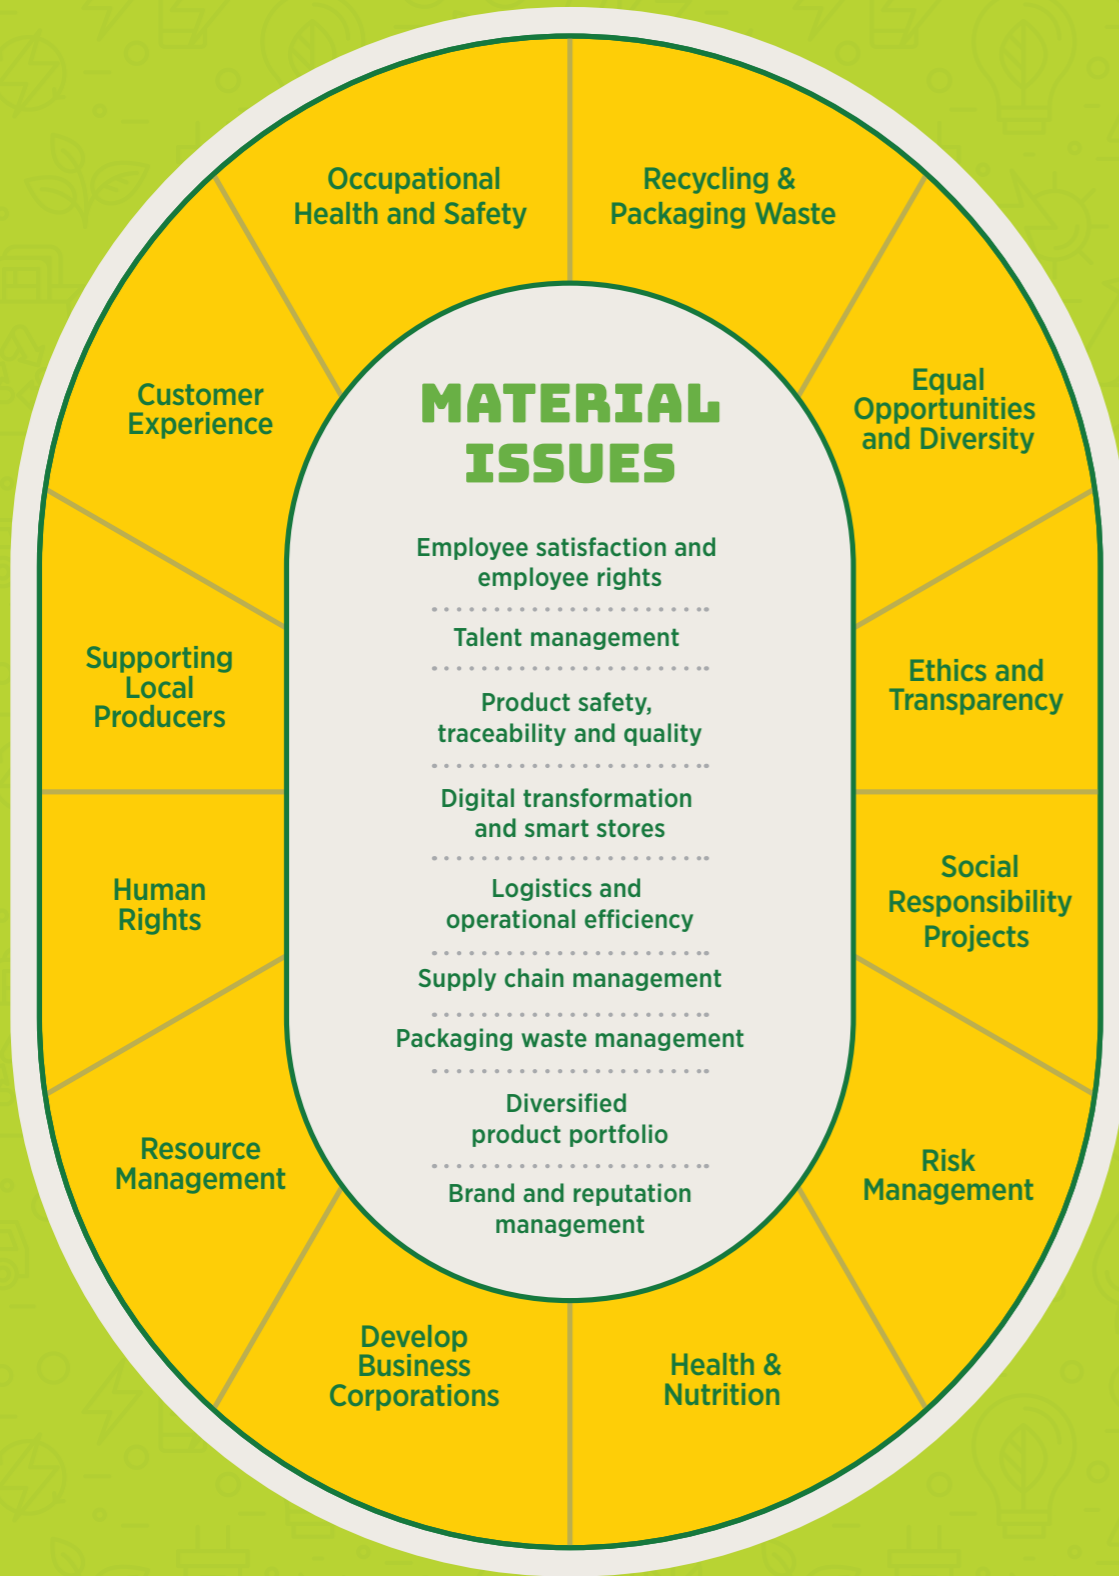 Occupational
Health and Safety
Recycling &
Packaging Waste
Equal
Opportunities
and Diversity
Ethics and
Transparency
Social
Responsibility
Projects
Risk
Management
Health &
Nutrition
Develop
Business
Corporations
Resource
Management
Human
Rights
Supporting
Local
Producers
Customer
Experience
MATERIAL
ISSUES
Employee satisfaction and
employee rights
Talent management
Product safety,
traceability and quality
Digital transformation
and smart stores
Logistics and
operational efficiency
Supply chain management
Packaging waste management
Diversified
product portfolio
Brand and reputation
management